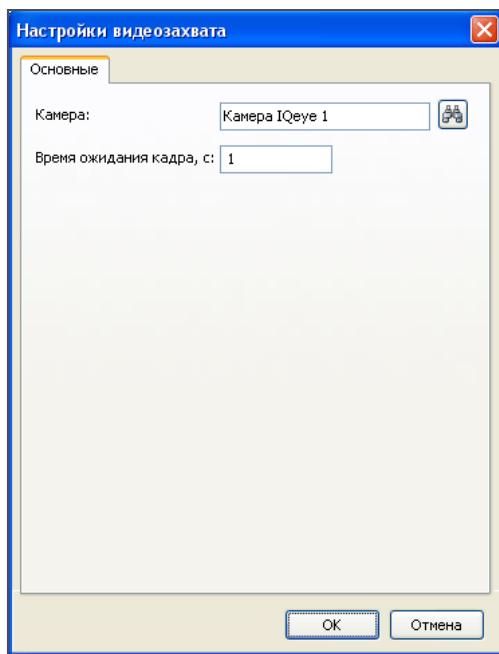 Настройки видеозахвата
Основные
Камера: Камера IQeye 1
Время ожидания кадра, с: 1
OK Отмена